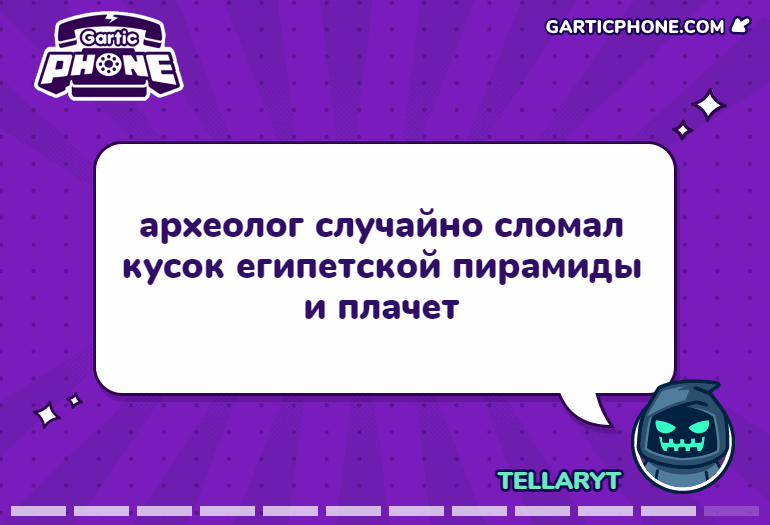 Gartic
PHONE
GARTICPHONE.COM
археолог случайно сломал
кусок египетской пирамиды
и плачет
TELLARYT